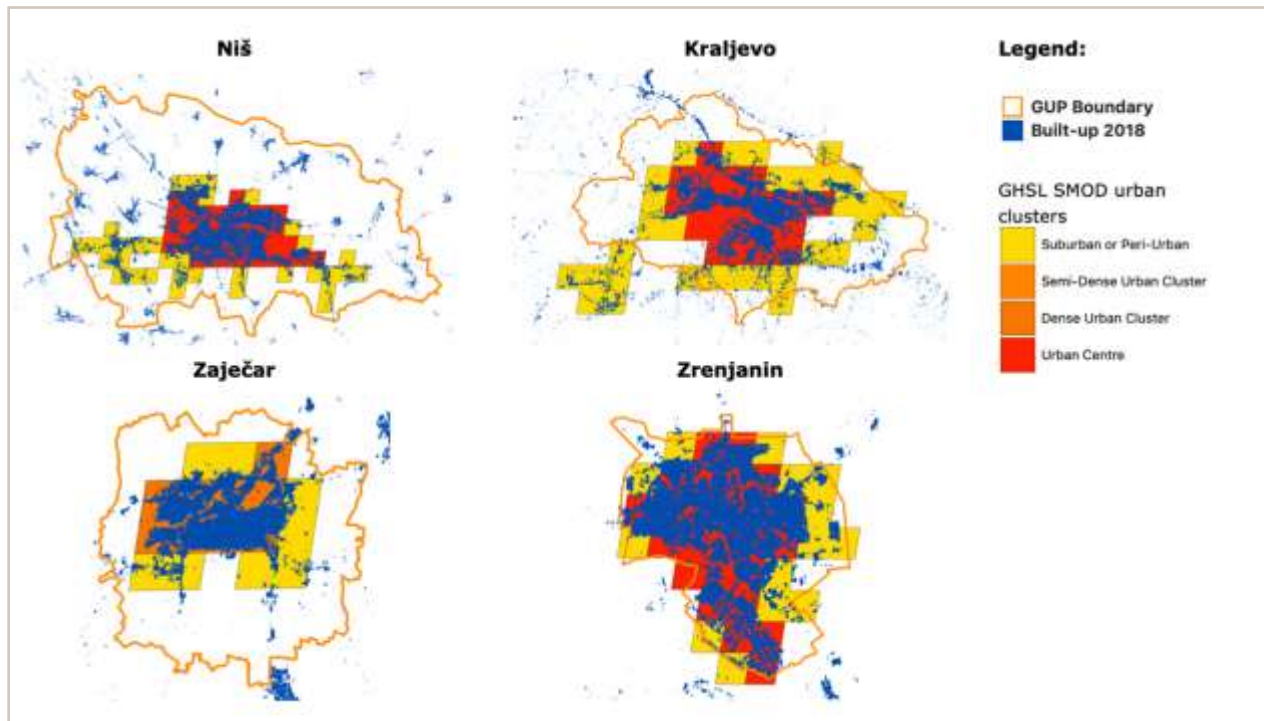 Niš
Kraljevo
Legend:
GUP Boundary
Built-up 2018
GHSL SMOD urban
clusters
Suburban or Peri-Urban
Semi-Dense Urban Cluster
Dense Urban Cluster
Urban Centre
Zaječar
Zrenjanin